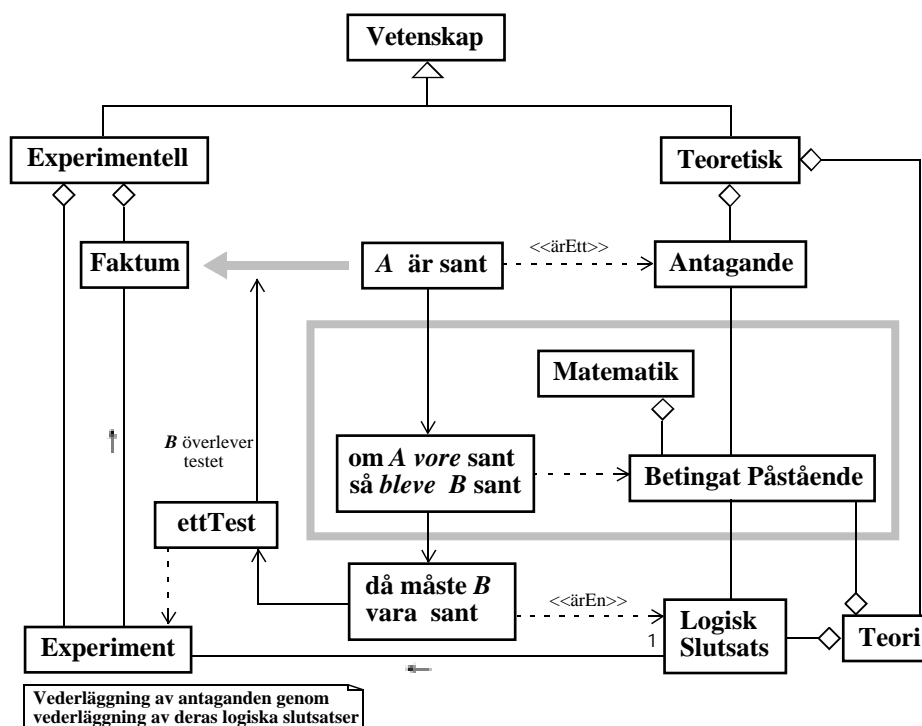 Vetenskap
Experimentell
Teoretisk
Faktum
A är sant
<<ärEtt>>
Antagande
Matematik
B överlever
testet
om A vore sant
så bleve B sant
Betingat Påstående
ettTest
då måste B
vara sant
<<ärEn>>
Logisk
Slutsats
1
Teori
Experiment
Vederläggning av antaganden genom
vederläggning av deras logiska slutsatser